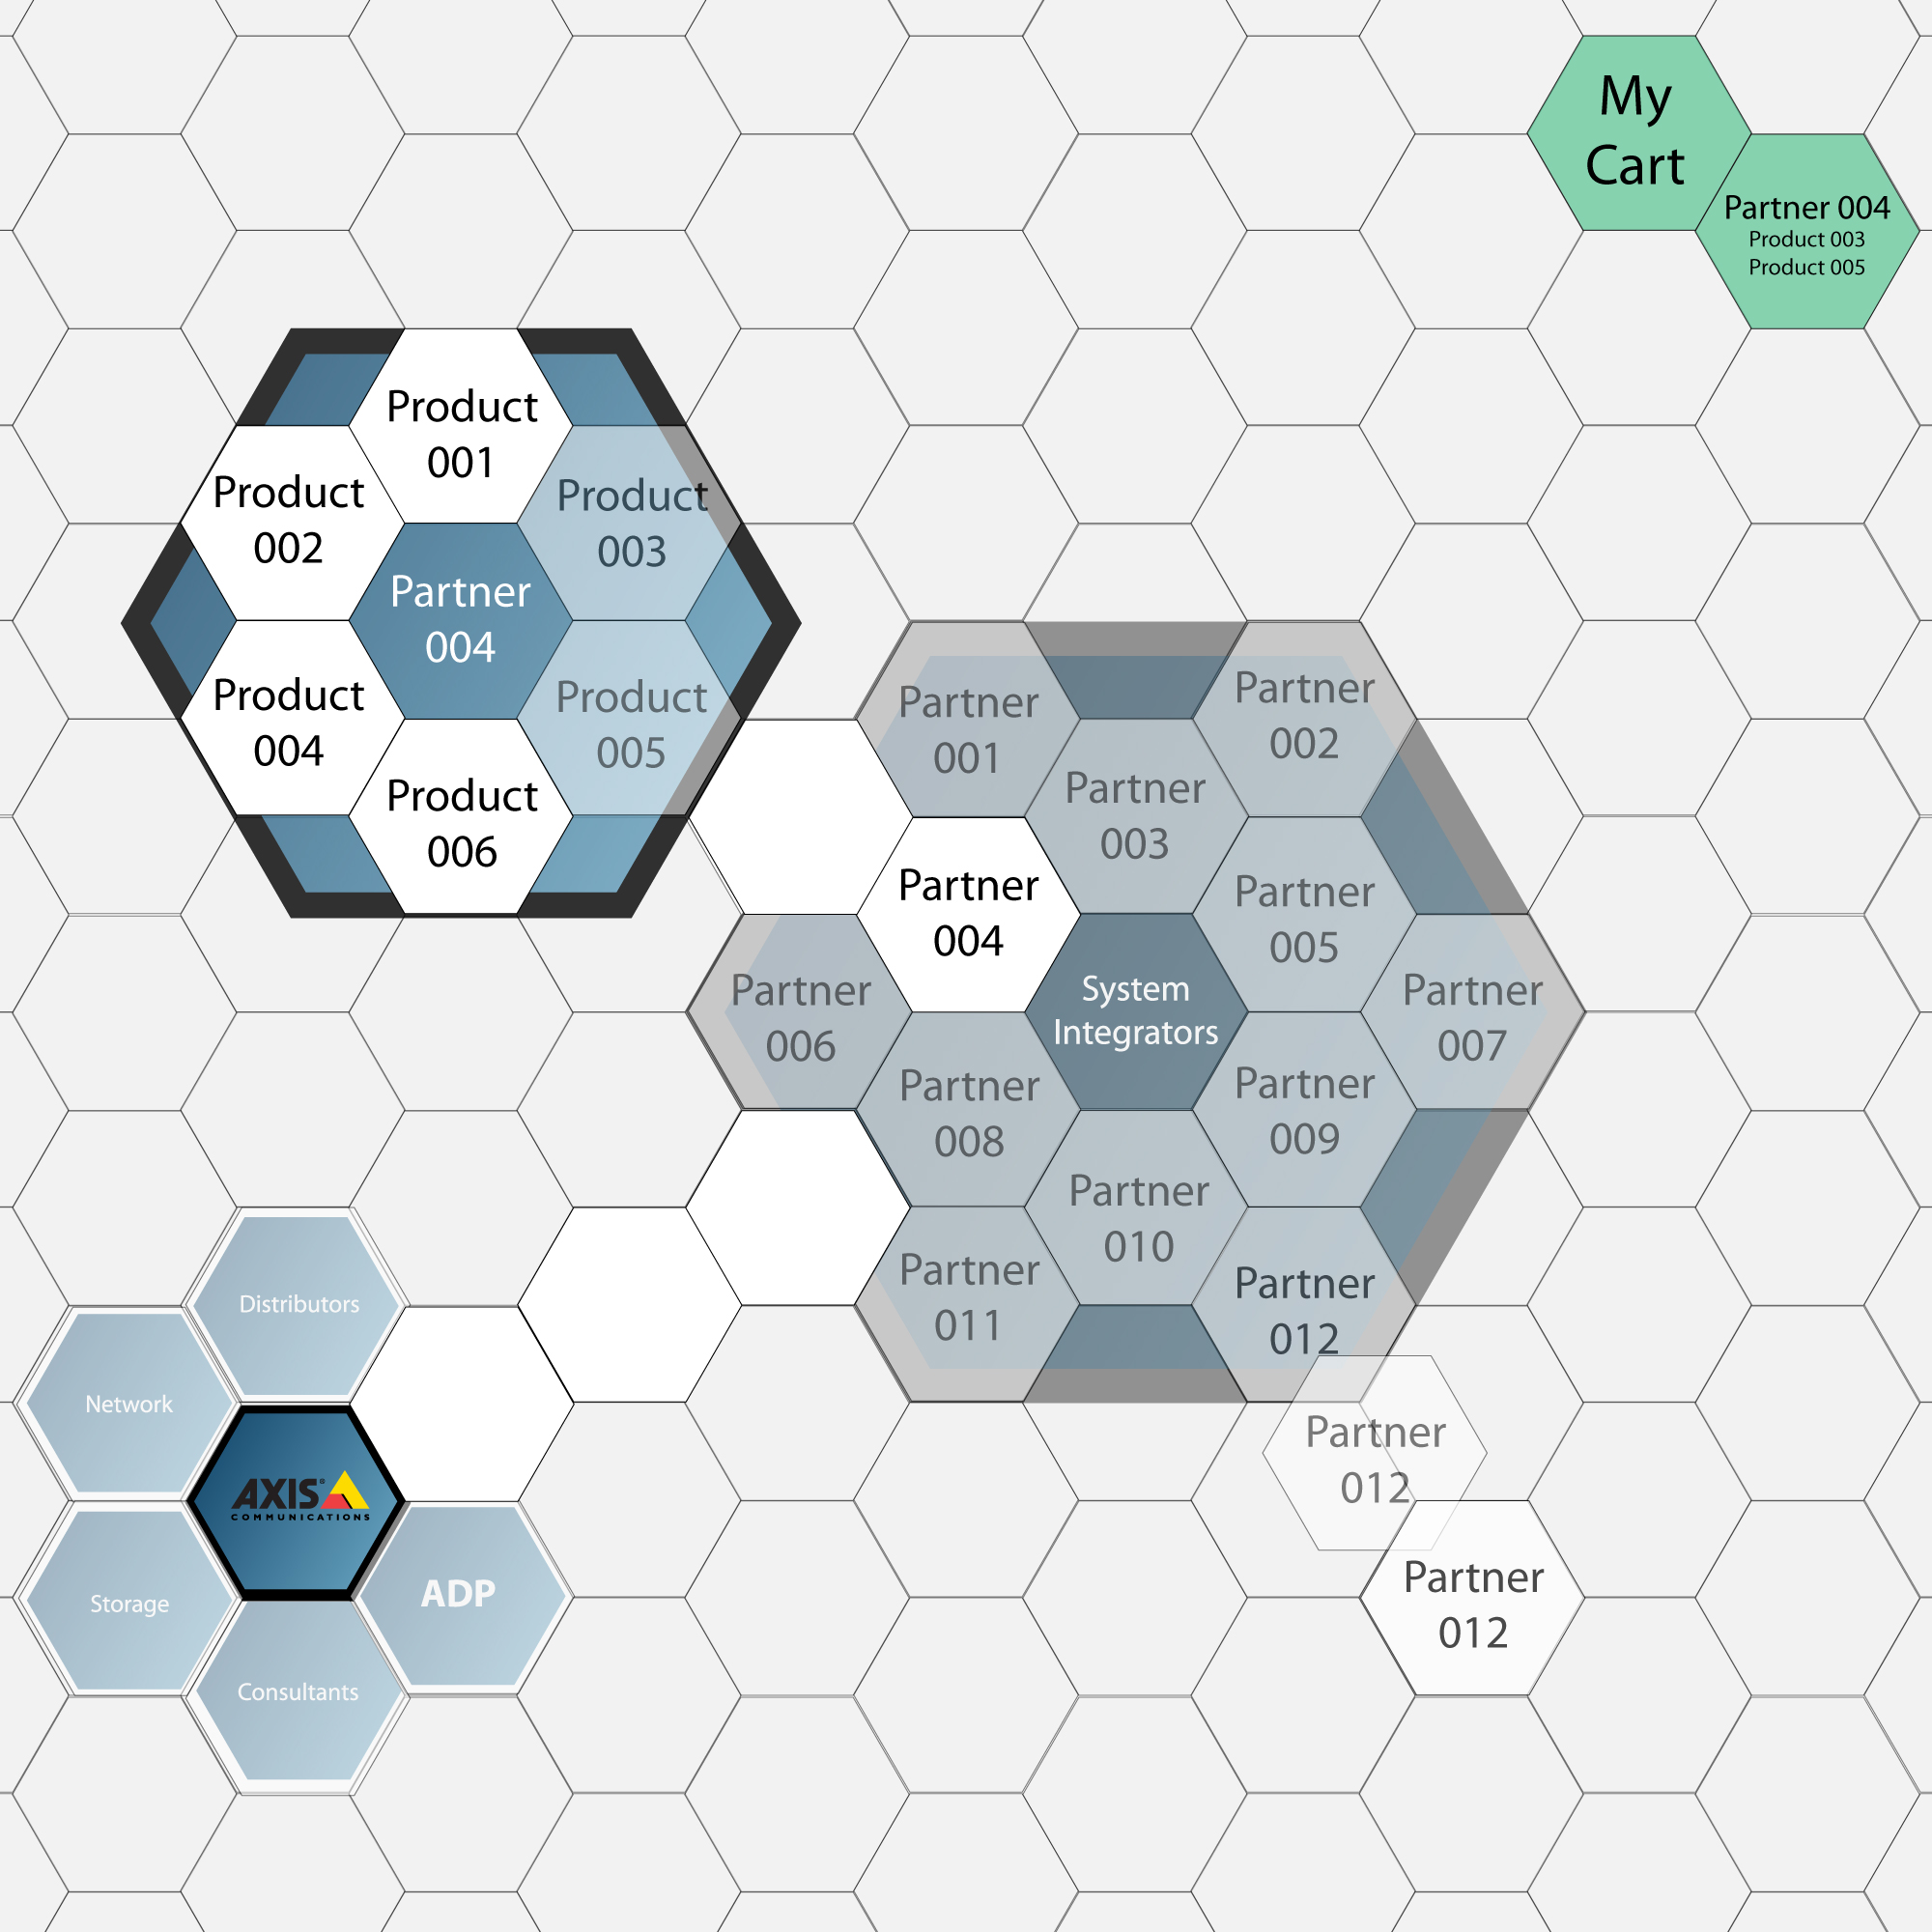 My
Cart
Partner 004
Product 003
Product 005
Product
001
Product
002
Product
003
Partner
004
Product
004
Product
005
Product
006
Partner
001
Partner
002
Partner
003
Partner
004
Partner
005
Partner
006
System
Integrators
Partner
007
Partner
008
Partner
009
Partner
010
Partner
011
Partner
012
Distributors
Network
AXIS
COMMUNICATIONS
Storage
ADP
Consultants
Partner
012
Partner
012